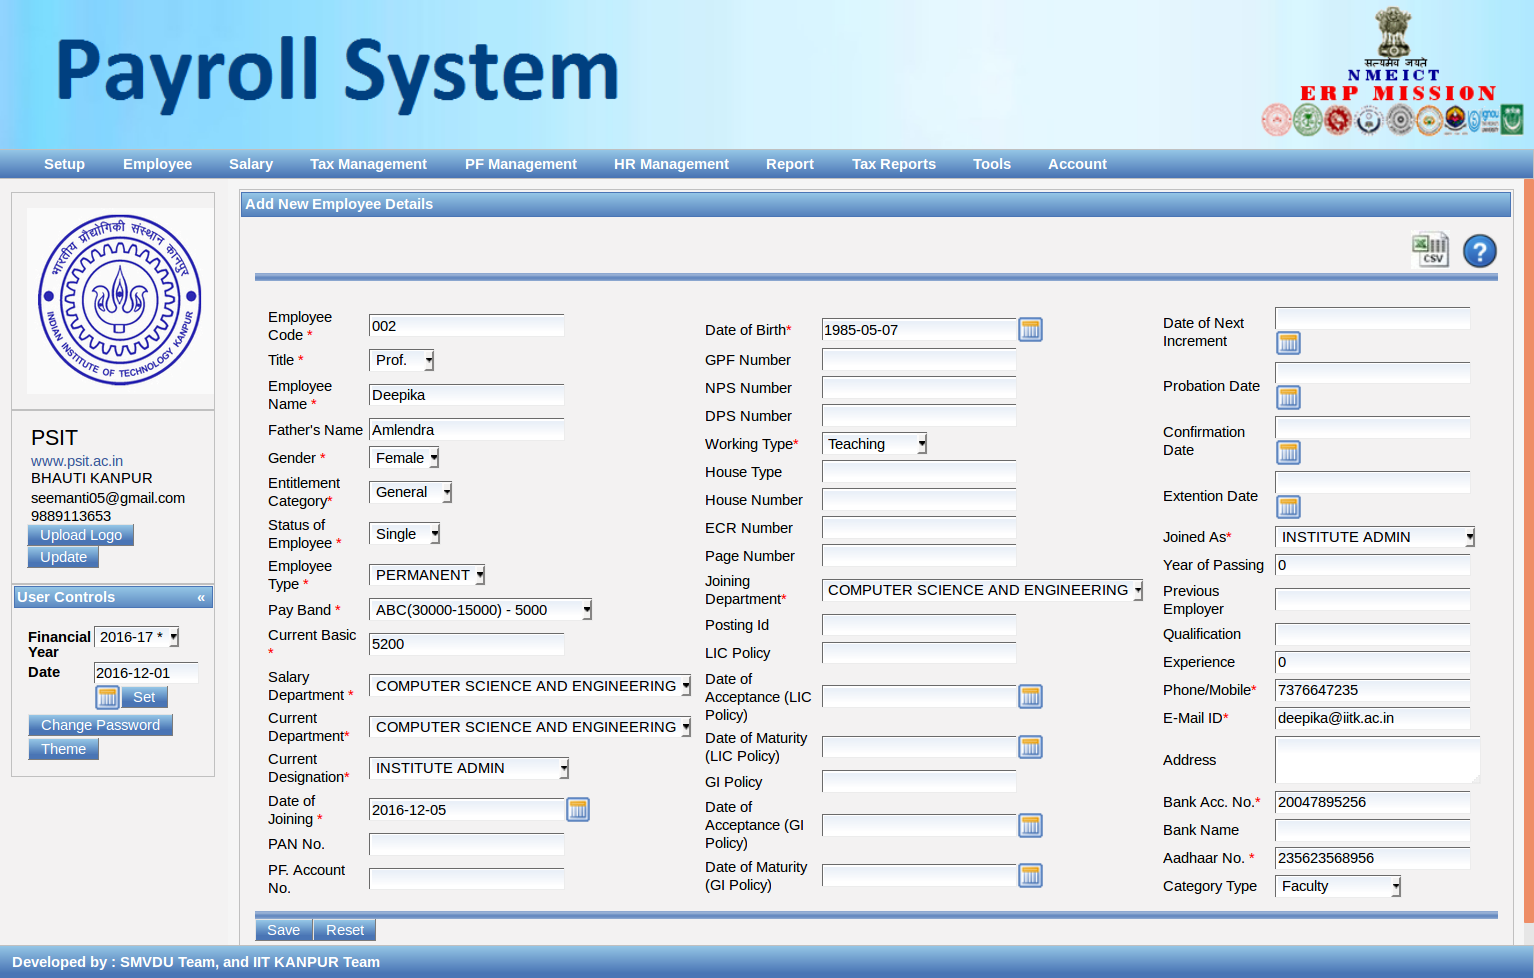 Payroll System
सत्यमेव जयते
NMEICT
ERP MISSION
Setup Employee Salary Tax Management PF Management HR Management Report Tax Reports Tools Account
भारतीय प्रौद्योगिकी संस्थान कानपुर
INDIAN INSTITUTE OF TECHNOLOGY KANPUR
PSIT
www.psit.ac.in
BHAUTI KANPUR
seemanti05@gmail.com
9889113653
Upload Logo
Update
User Controls «
Financial Year 2016-17 *
Date 2016-12-01
Set
Change Password
Theme
Add New Employee Details
CSV ?
Employee Code * 002
Title * Prof.
Employee Name * Deepika
Father's Name Amlendra
Gender * Female
Entitlement Category* General
Status of Employee * Single
Employee Type * PERMANENT
Pay Band * ABC(30000-15000) - 5000
Current Basic * 5200
Salary Department * COMPUTER SCIENCE AND ENGINEERING
Current Department* COMPUTER SCIENCE AND ENGINEERING
Current Designation* INSTITUTE ADMIN
Date of Joining * 2016-12-05
PAN No.
PF. Account No.
Date of Birth* 1985-05-07
GPF Number
NPS Number
DPS Number
Working Type* Teaching
House Type
House Number
ECR Number
Page Number
Joining Department* COMPUTER SCIENCE AND ENGINEERING
Posting Id
LIC Policy
Date of Acceptance (LIC Policy)
Date of Maturity (LIC Policy)
GI Policy
Date of Acceptance (GI Policy)
Date of Maturity (GI Policy)
Date of Next Increment
Probation Date
Confirmation Date
Extention Date
Joined As* INSTITUTE ADMIN
Year of Passing 0
Previous Employer
Qualification
Experience 0
Phone/Mobile* 7376647235
E-Mail ID* deepika@iitk.ac.in
Address
Bank Acc. No.* 20047895256
Bank Name
Aadhaar No. * 235623568956
Category Type Faculty
Save Reset
Developed by : SMVDU Team, and IIT KANPUR Team